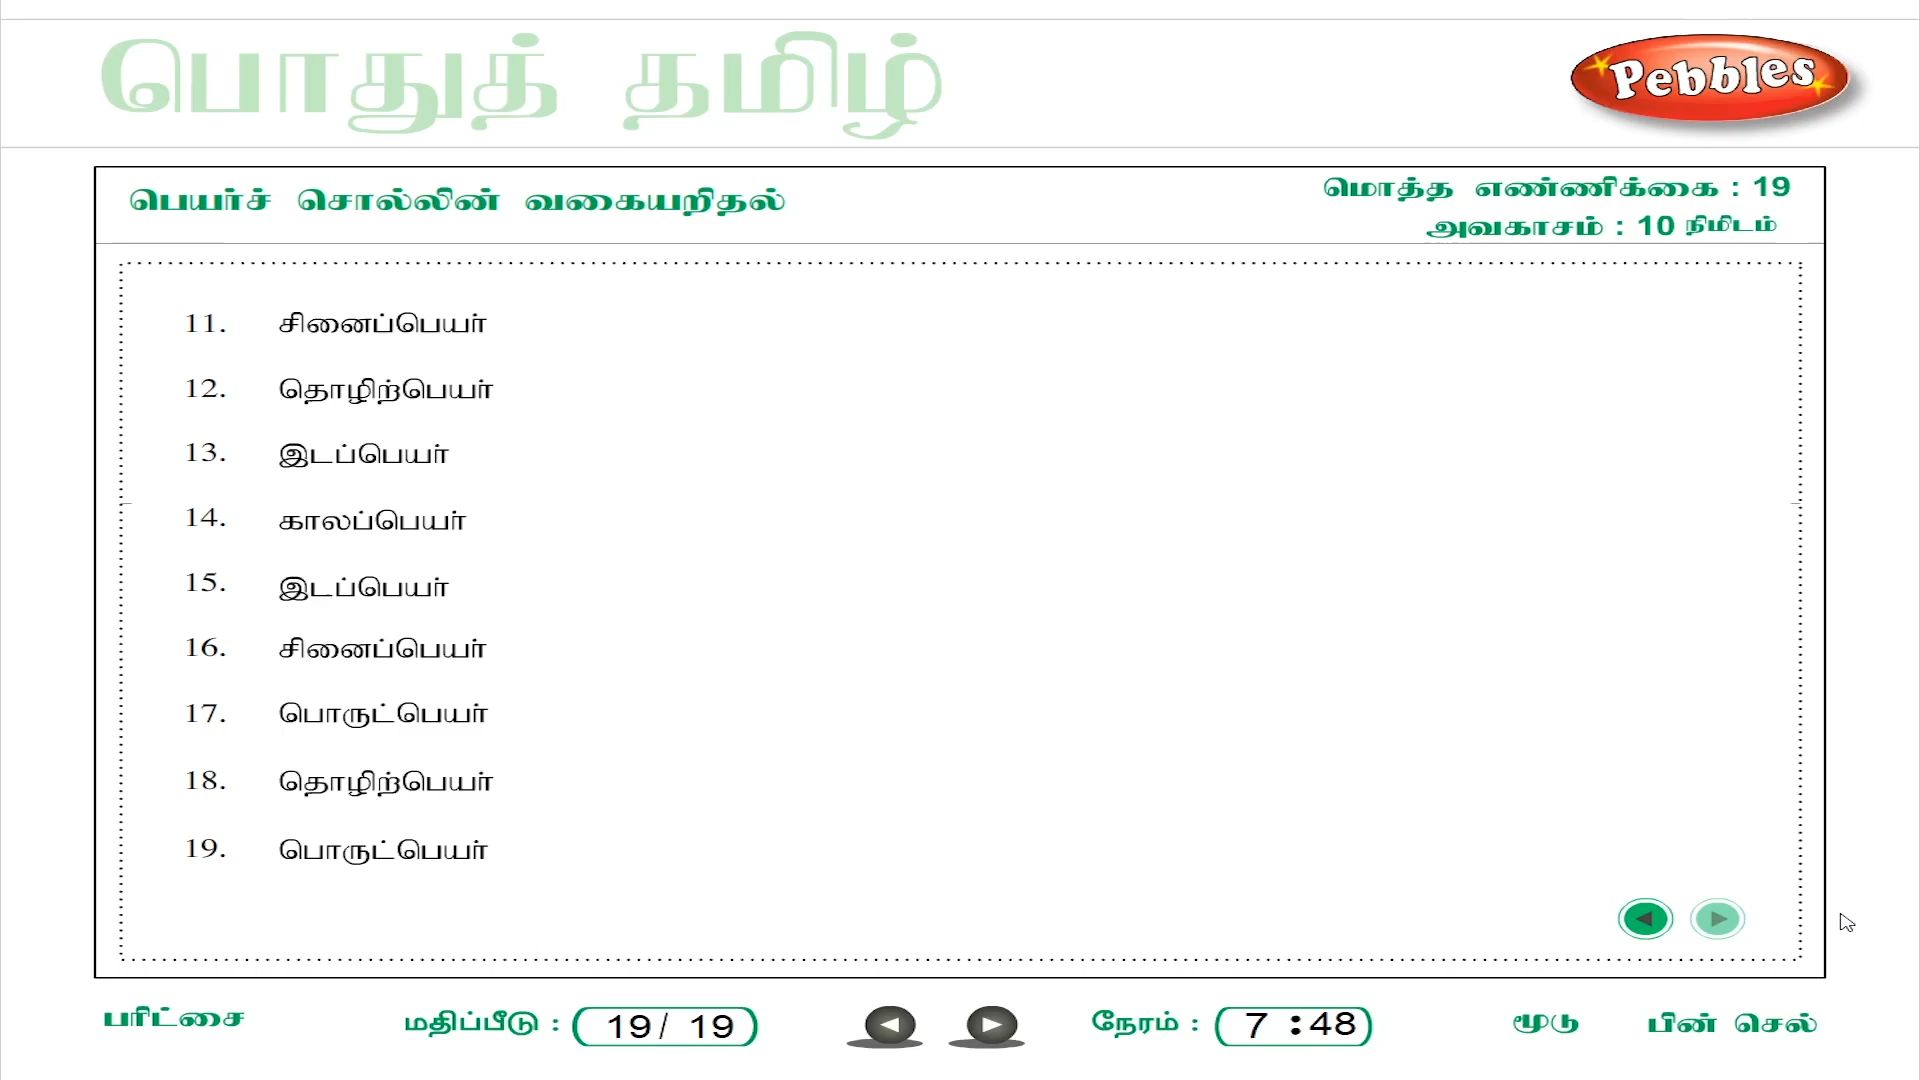 பொதுத் தமிழ்
Pebbles
பெயர்ச் சொல்லின் வகையறிதல்
மொத்த எண்ணிக்கை : 19
அவகாசம் : 10 நிமிடம்
11. சினைப்பெயர்
12. தொழிற்பெயர்
13. இடப்பெயர்
14. காலப்பெயர்
15. இடப்பெயர்
16. சினைப்பெயர்
17. பொருட்பெயர்
18. தொழிற்பெயர்
19. பொருட்பெயர்
பரிட்சை மதிப்பீடு : 19 / 19 நேரம் : 7 : 48 மூடு பின் செல்